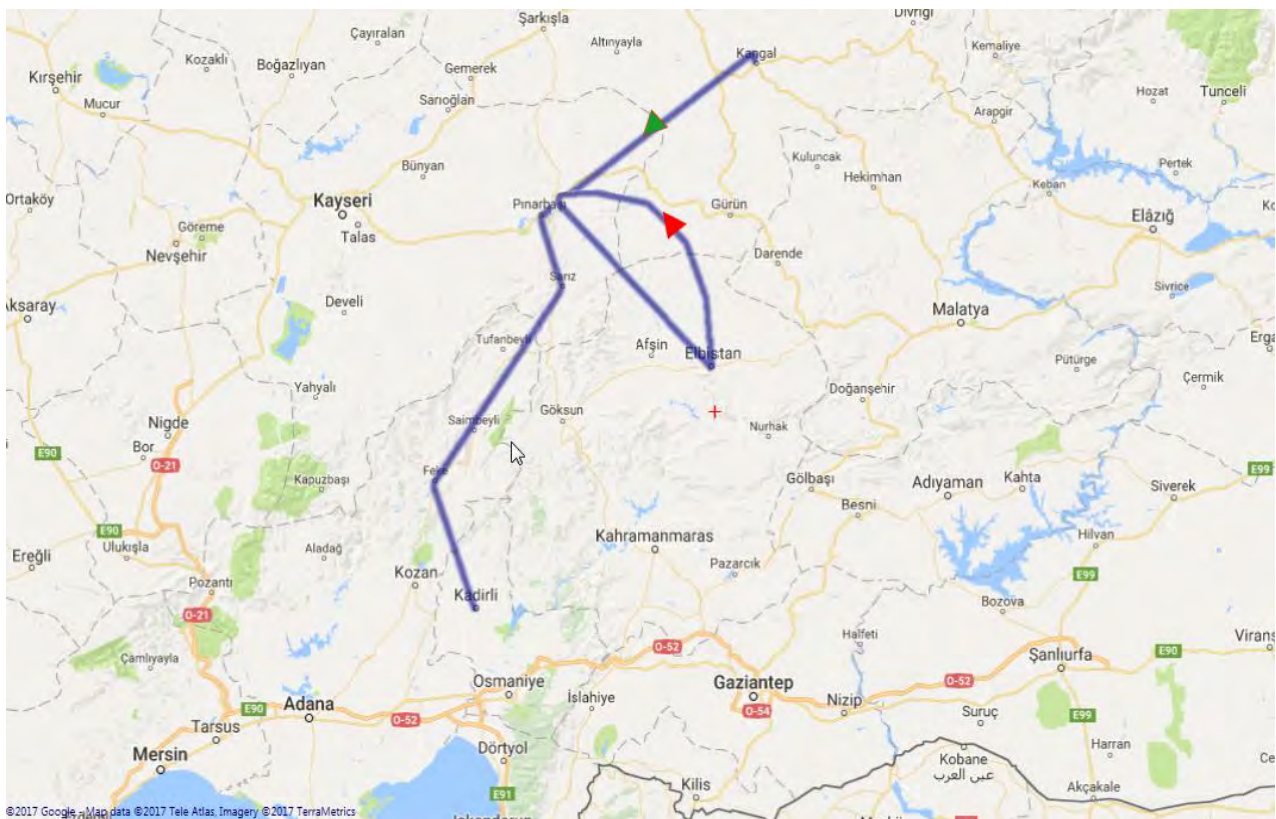 Şarkışla
Divriği
Çayıralan
Altınyayla
Kangal
Kemaliye
Kozaklı
Boğazlıyan
Gemerek
Kırşehir
Hozat
Tunceli
Mucur
Sarıoğlan
Arapgir
Bünyan
Kuluncak
Hekimhan
Pertek
Keban
Ortaköy
Kayseri
Pınarbaşı
Gürün
Elâzığ
Göreme
Talas
Nevşehir
Darende
Sarız
Sivrice
Aksaray
Develi
Malatya
Tufanbeyli
Afşin
Elbistan
Pütürge
Çermik
Yahyalı
Doğanşehir
Göksun
Nigde
Saimbeyli
Nurhak
Bor
E90
O-21
Feke
Gölbaşı
Adıyaman
Kahta
E99
Siverek
Kapuzbaşı
Besni
E90
Ulukışla
Kahramanmaras
Hilvan
Ereğli
Aladağ
Pazarcık
E99
Pozantı
Kozan
Kadirli
Bozova
O-21
Halfeti
O-52
Viranş
E90
Çamlıyayla
Şanlıurfa
Osmaniye
Gaziantep
O-52
İslahiye
Nizip
Adana
E90
O-52
O-54
Suruç
E99
Tarsus
Mersin
Dörtyol
Harran
Kobane
عين العرب
Kilis
Akçakale
E91
©2017 Google - Map data ©2017 Tele Atlas, Imagery ©2017 TerraMetrics